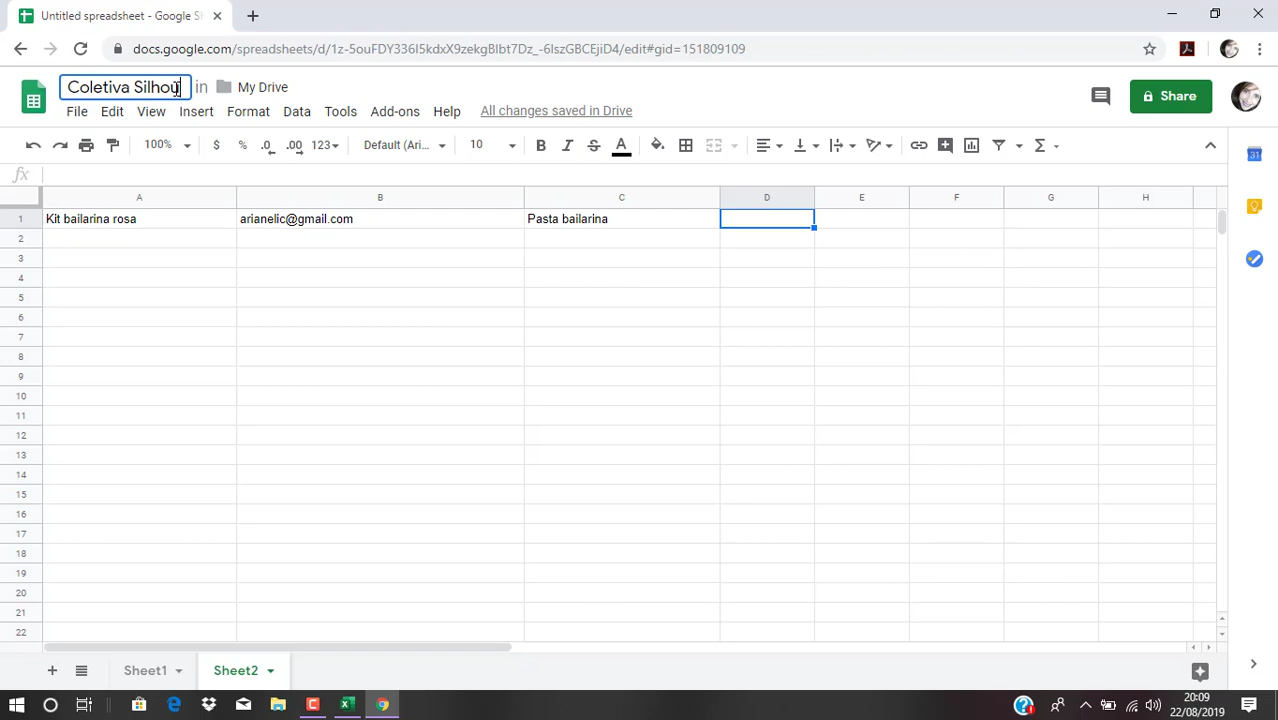 Untitled spreadsheet - Google Sh
docs.google.com/spreadsheets/d/1z-5ouFDY336I5kdxX9zekgBlbt7Dz_-6lszGBCEjiD4/edit#gid=151809109
Coletiva Silhou in My Drive
Share
File Edit View Insert Format Data Tools Add-ons Help All changes saved in Drive
100% $ % .0 .00 123 Default (Ari... 10 B I S A
fx
A B C D E F G H
1 Kit bailarina rosa arianelic@gmail.com Pasta bailarina
2
3
4
5
6
7
8
9
10
11
12
13
14
15
16
17
18
19
20
21
22
Sheet1 Sheet2
20:09
22/08/2019